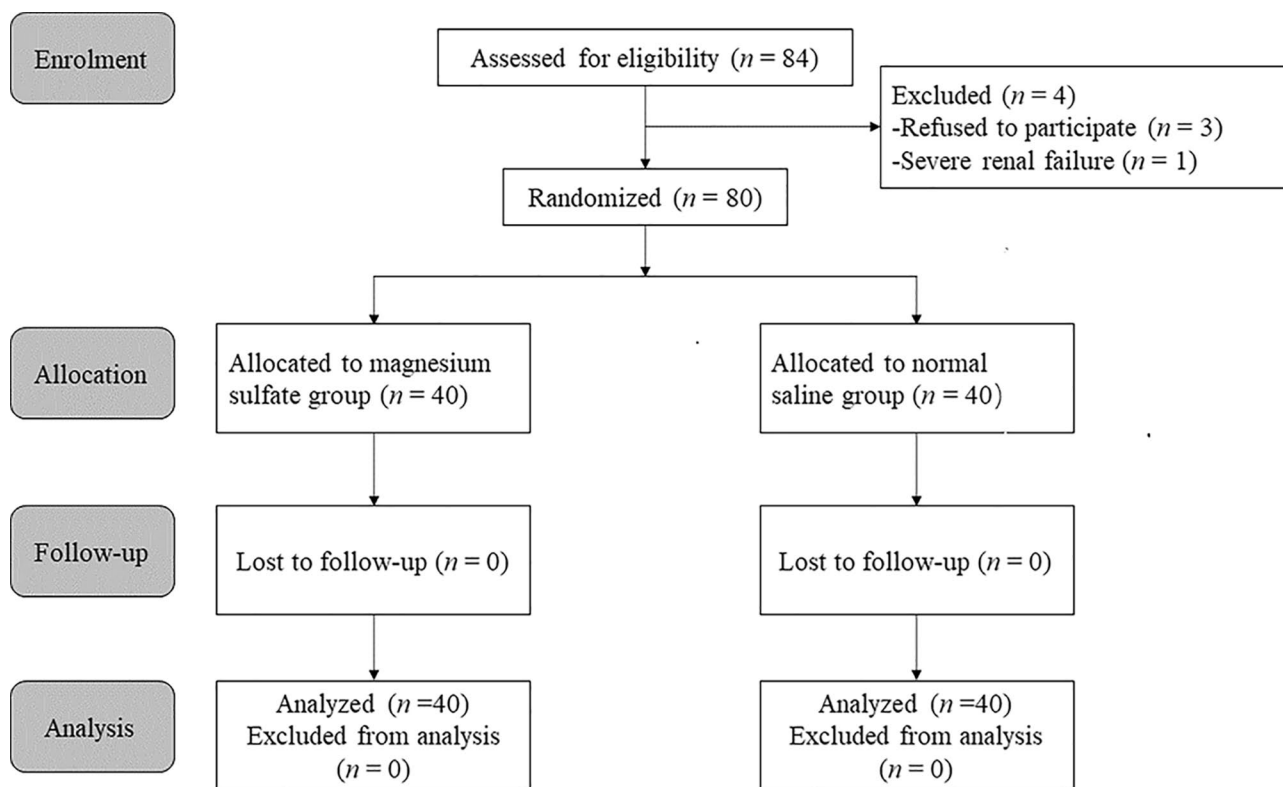 Enrolment
Assessed for eligibility (n = 84)
Excluded (n = 4)
-Refused to participate (n = 3)
-Severe renal failure (n = 1)
Randomized (n = 80)
Allocation
Allocated to magnesium
sulfate group (n = 40)
Allocated to normal
saline group (n = 40)
Follow-up
Lost to follow-up (n = 0)
Lost to follow-up (n = 0)
Analysis
Analyzed (n =40)
Excluded from analysis
(n = 0)
Analyzed (n =40)
Excluded from analysis
(n = 0)